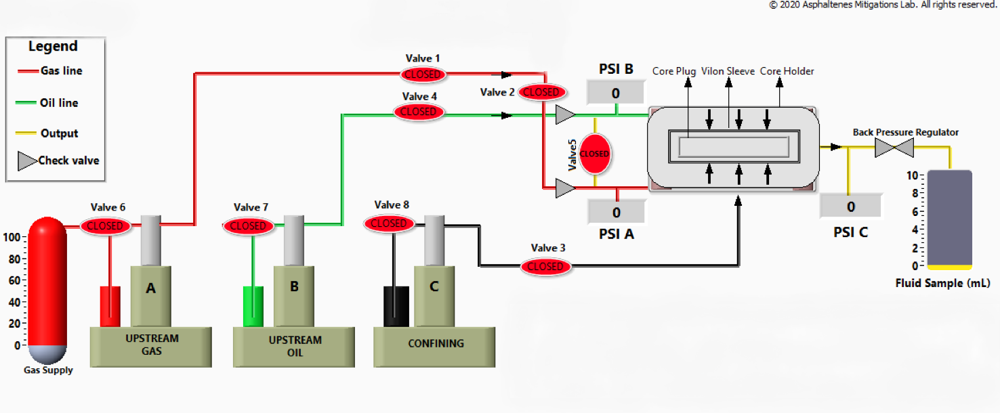 © 2020 Asphaltenes Mitigations Lab. All rights reserved.
Legend
Gas line
Oil line
Output
Check valve
Valve 1
CLOSED
Valve 2
CLOSED
Valve 4
CLOSED
PSI B
0
Core Plug
Vilon Sleeve
Core Holder
Valve5
CLOSED
Back Pressure Regulator
0
PSI A
0
PSI C
10
8
6
4
2
0
Fluid Sample (mL)
Valve 6
CLOSED
Valve 7
CLOSED
Valve 8
CLOSED
Valve 3
CLOSED
100
80
60
40
20
0
Gas Supply
A
UPSTREAM
GAS
B
UPSTREAM
OIL
C
CONFINING